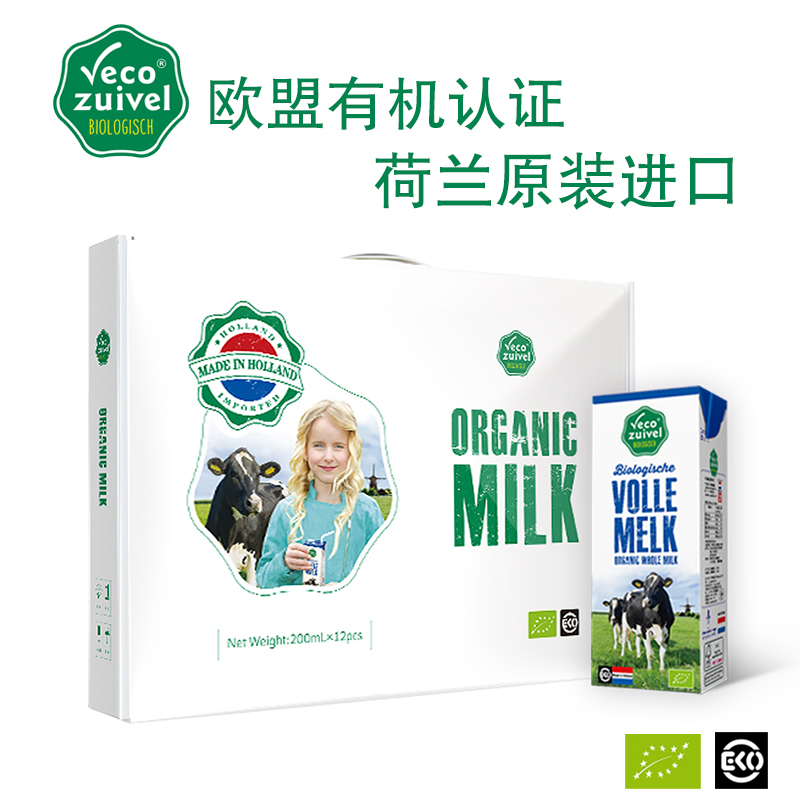 Veco®
zuivel
BIOLOGISCH
欧盟有机认证
荷兰原装进口
HOLLAND
MADE IN HOLLAND
IMPORTED
Veco
zuivel
ORGANIC
MILK
Net Weight:200mL×12pcs
EKO
ORGANIC MILK
Veco
zuivel
BIOLOGISCH
Biologische
VOLLE
MELK
ORGANIC WHOLE MILK
EKO